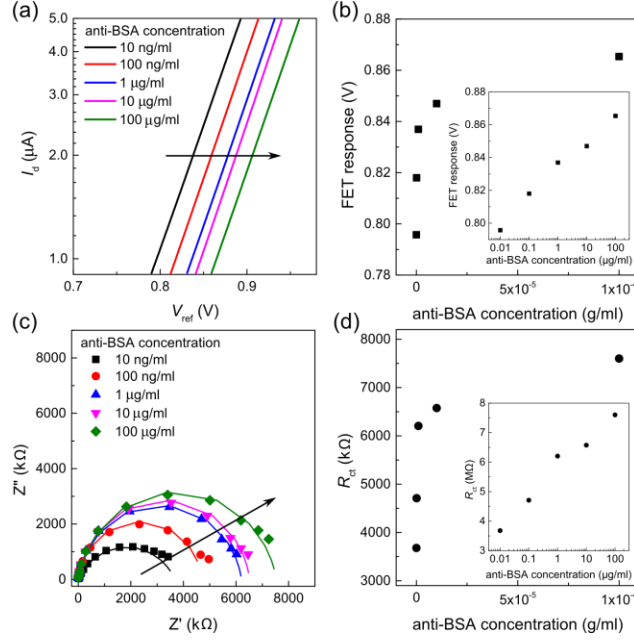 (a)
5.0
4.0
3.0
2.0
1.0
I_d (μA)
anti-BSA concentration
10 ng/ml
100 ng/ml
1 μg/ml
10 μg/ml
100 μg/ml
0.7 0.8 0.9
V_ref (V)
(b)
0.88
0.86
0.84
0.82
0.80
0.78
FET response (V)
0 5x10⁻⁵ 1x10⁻
anti-BSA concentration (g/ml)
0.88
0.86
0.84
0.82
0.80
FET response (V)
0.01 0.1 1 10 100
anti-BSA concentration (μg/ml)
(c)
8000
6000
4000
2000
0
Z'' (kΩ)
anti-BSA concentration
10 ng/ml
100 ng/ml
1 μg/ml
10 μg/ml
100 μg/ml
0 2000 4000 6000 8000
Z' (kΩ)
(d)
8000
7000
6000
5000
4000
3000
R_ct (kΩ)
0 5x10⁻⁵ 1x10⁻
anti-BSA concentration (g/ml)
8
7
6
5
4
3
R_ct (MΩ)
0.01 0.1 1 10 100
anti-BSA concentration (μg/ml)